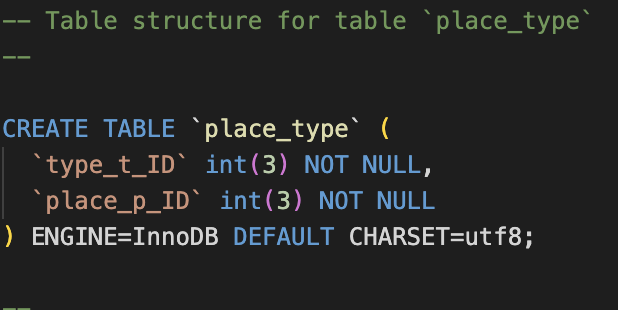 -- Table structure for table `place_type`
--
CREATE TABLE `place_type` (
  `type_t_ID` int(3) NOT NULL,
  `place_p_ID` int(3) NOT NULL
) ENGINE=InnoDB DEFAULT CHARSET=utf8;
--